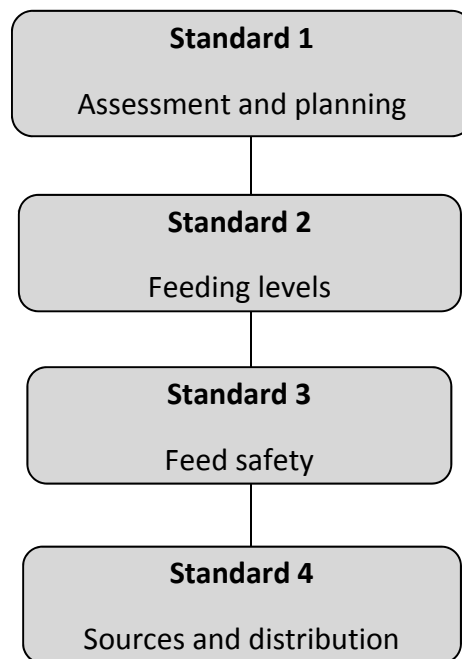 Standard 1
Assessment and planning
Standard 2
Feeding levels
Standard 3
Feed safety
Standard 4
Sources and distribution